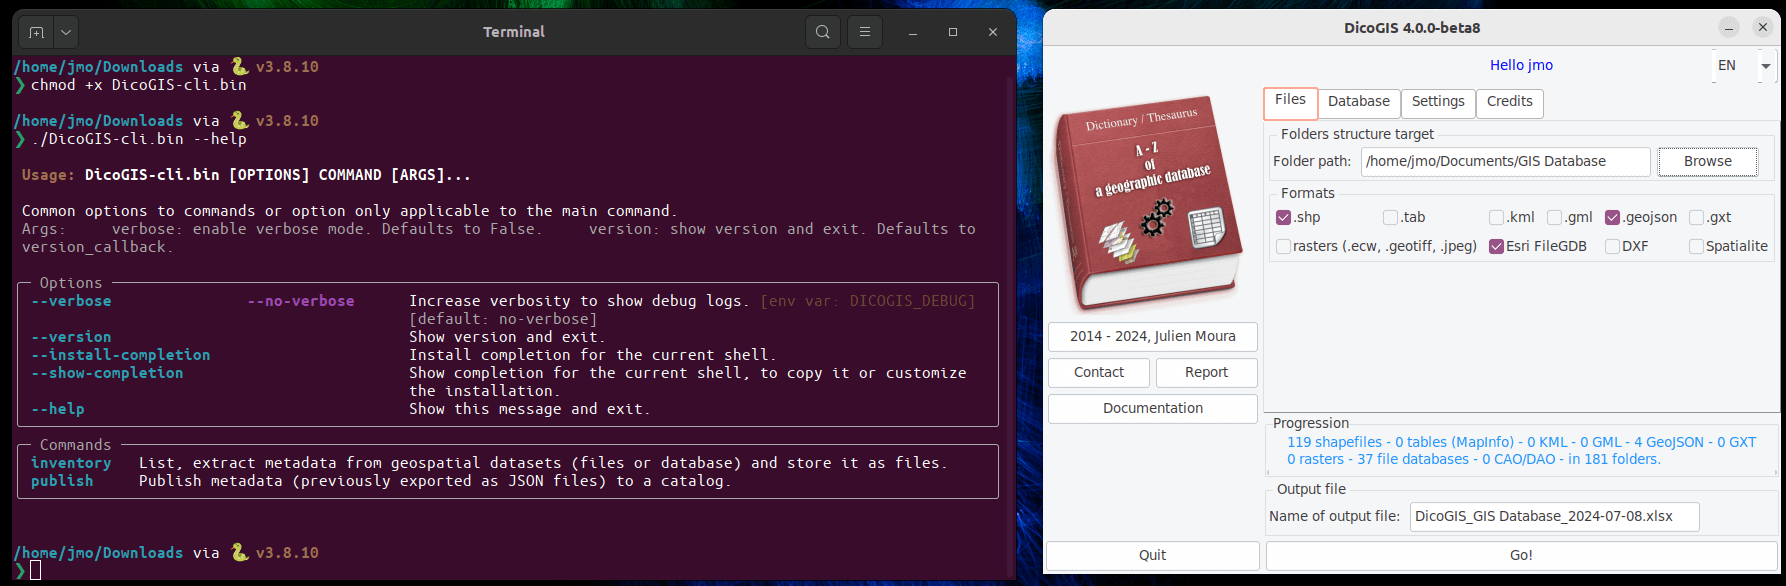 Terminal
/home/jmo/Downloads via 🐍 v3.8.10
❯ chmod +x DicoGIS-cli.bin
/home/jmo/Downloads via 🐍 v3.8.10
❯ ./DicoGIS-cli.bin --help
Usage: DicoGIS-cli.bin [OPTIONS] COMMAND [ARGS]...
Common options to commands or option only applicable to the main command.
Args:     verbose: enable verbose mode. Defaults to False.     version: show version and exit. Defaults to
version_callback.
Options
--verbose --no-verbose Increase verbosity to show debug logs. [env var: DICOGIS_DEBUG]
[default: no-verbose]
--version Show version and exit.
--install-completion Install completion for the current shell.
--show-completion Show completion for the current shell, to copy it or customize
the installation.
--help Show this message and exit.
Commands
inventory List, extract metadata from geospatial datasets (files or database) and store it as files.
publish Publish metadata (previously exported as JSON files) to a catalog.
/home/jmo/Downloads via 🐍 v3.8.10
❯
DicoGIS 4.0.0-beta8
Hello jmo EN
Dictionary / Thesaurus
A - Z
of
a geographic database
2014 - 2024, Julien Moura
Contact Report
Documentation
Quit
Files Database Settings Credits
Folders structure target
Folder path: /home/jmo/Documents/GIS Database Browse
Formats
.shp .tab .kml .gml .geojson .gxt
rasters (.ecw, .geotiff, .jpeg) Esri FileGDB DXF Spatialite
Progression
119 shapefiles - 0 tables (MapInfo) - 0 KML - 0 GML - 4 GeoJSON - 0 GXT
0 rasters - 37 file databases - 0 CAO/DAO - in 181 folders.
Output file
Name of output file: DicoGIS_GIS Database_2024-07-08.xlsx
Go!